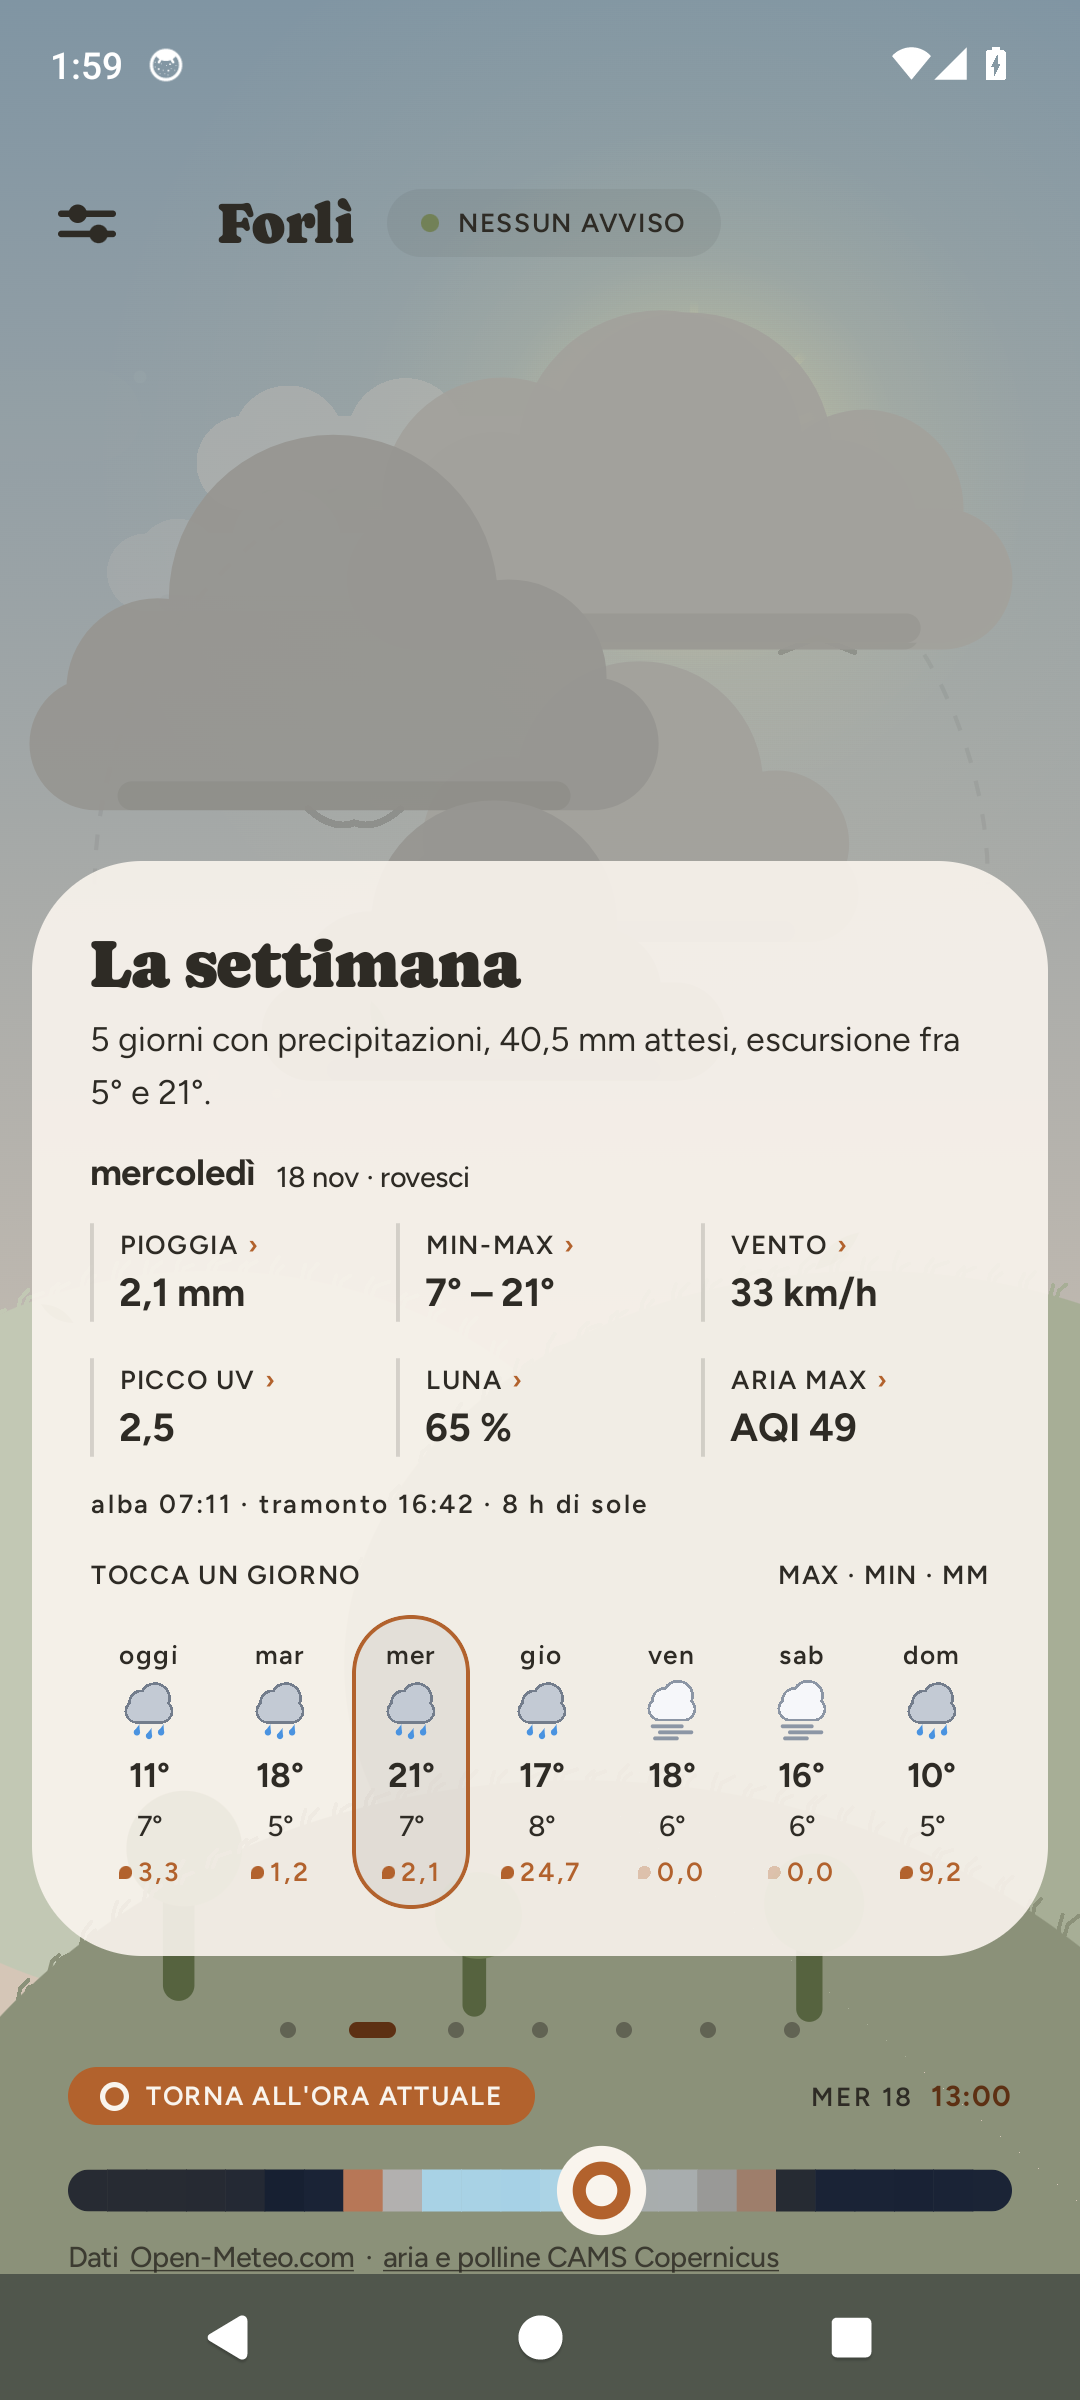 1:59
Forlì
NESSUN AVVISO
La settimana
5 giorni con precipitazioni, 40,5 mm attesi, escursione fra
5° e 21°.
mercoledì 18 nov · rovesci
PIOGGIA › MIN-MAX › VENTO ›
2,1 mm 7° – 21° 33 km/h
PICCO UV › LUNA › ARIA MAX ›
2,5 65 % AQI 49
alba 07:11 · tramonto 16:42 · 8 h di sole
TOCCA UN GIORNO MAX · MIN · MM
oggi mar mer gio ven sab dom
11° 18° 21° 17° 18° 16° 10°
7° 5° 7° 8° 6° 6° 5°
3,3 1,2 2,1 24,7 0,0 0,0 9,2
TORNA ALL'ORA ATTUALE MER 18 13:00
Dati Open-Meteo.com · aria e polline CAMS Copernicus